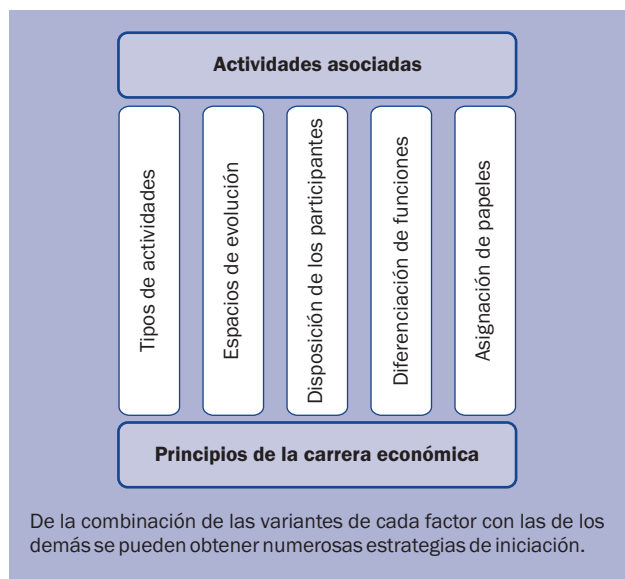 Actividades asociadas
Tipos de actividades
Espacios de evolución
Disposición de los participantes
Diferenciación de funciones
Asignación de papeles
Principios de la carrera económica
De la combinación de las variantes de cada factor con las de los
demás se pueden obtener numerosas estrategias de iniciación.